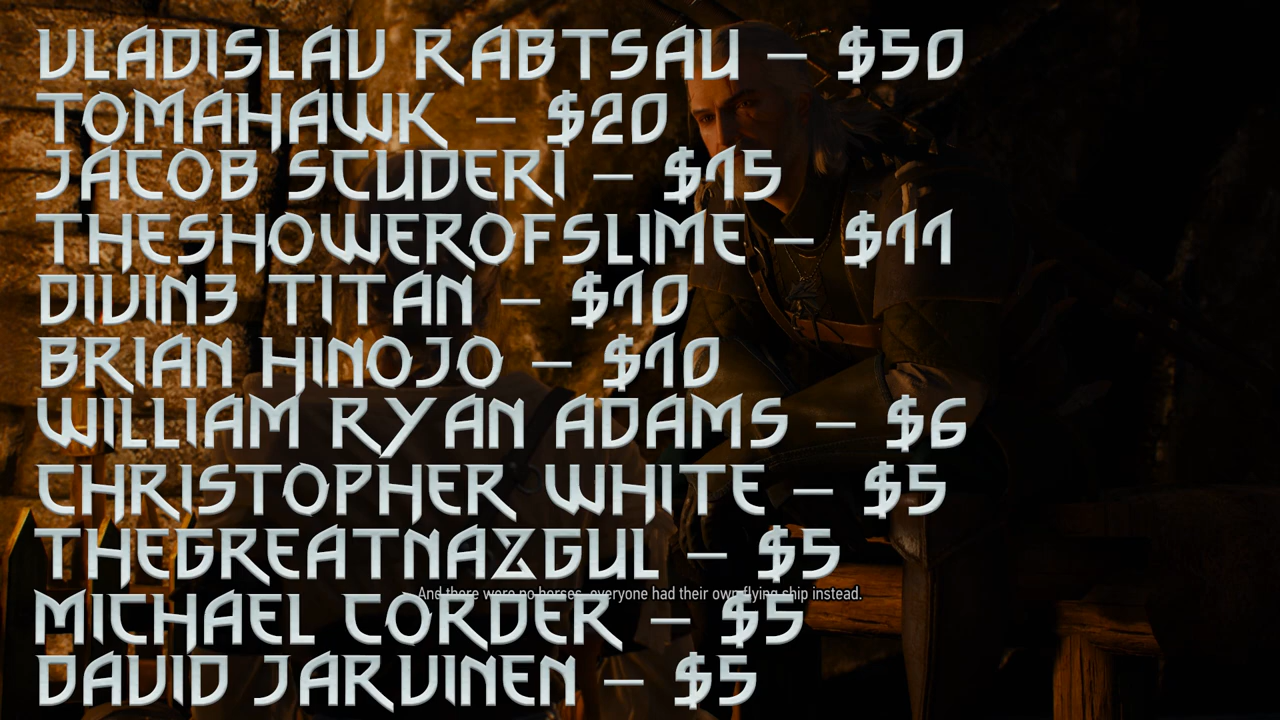 VLADISLAV RABTSAU – $50
TOMAHAWK – $20
JACOB SCUDERI – $15
THESHOWEROFSLIME – $11
DIVIN3 TITAN – $10
BRIAN HINOJO – $10
WILLIAM RYAN ADAMS – $6
CHRISTOPHER WHITE – $5
THEGREATNAZGUL – $5
And there were no horses, everyone had their own flying ship instead.
MICHAEL CORDER – $5
DAVID JARVINEN – $5